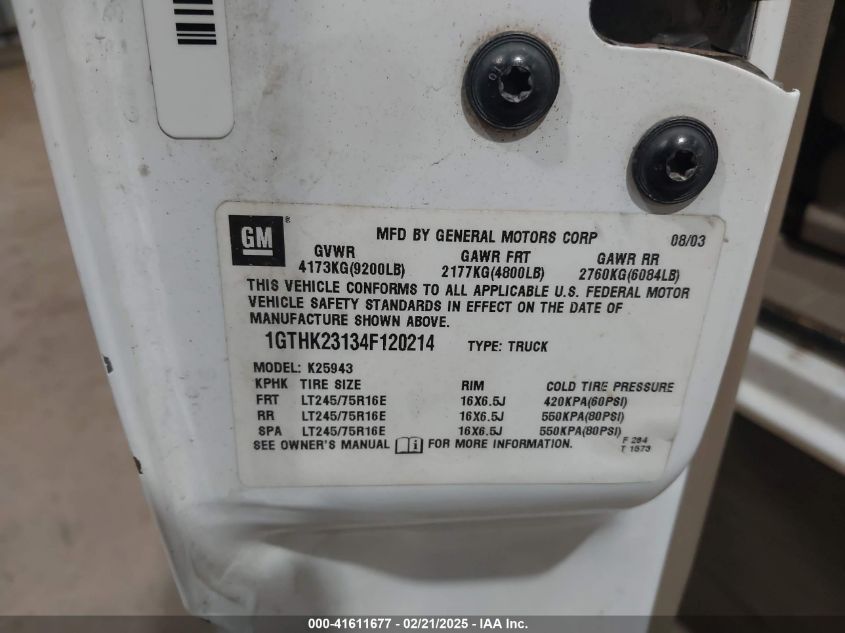 GM ®
MFD BY GENERAL MOTORS CORP 08/03
GVWR GAWR FRT GAWR RR
4173KG(9200LB) 2177KG(4800LB) 2760KG(6084LB)
THIS VEHICLE CONFORMS TO ALL APPLICABLE U.S. FEDERAL MOTOR
VEHICLE SAFETY STANDARDS IN EFFECT ON THE DATE OF
MANUFACTURE SHOWN ABOVE.
1GTHK23134F120214 TYPE: TRUCK
MODEL: K25943
KPHK TIRE SIZE RIM COLD TIRE PRESSURE
FRT LT245/75R16E 16X6.5J 420KPA(60PSI)
RR LT245/75R16E 16X6.5J 550KPA(80PSI)
SPA LT245/75R16E 16X6.5J 550KPA(80PSI)
SEE OWNER'S MANUAL i FOR MORE INFORMATION.
F 284
T 1573
000-41611677 - 02/21/2025 - IAA Inc.